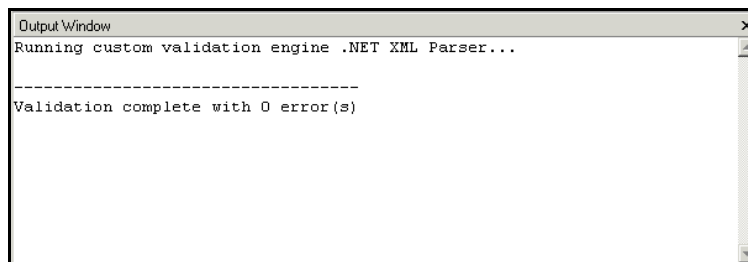 Output Window
Running custom validation engine .NET XML Parser...
-----------------------------------
Validation complete with 0 error(s)